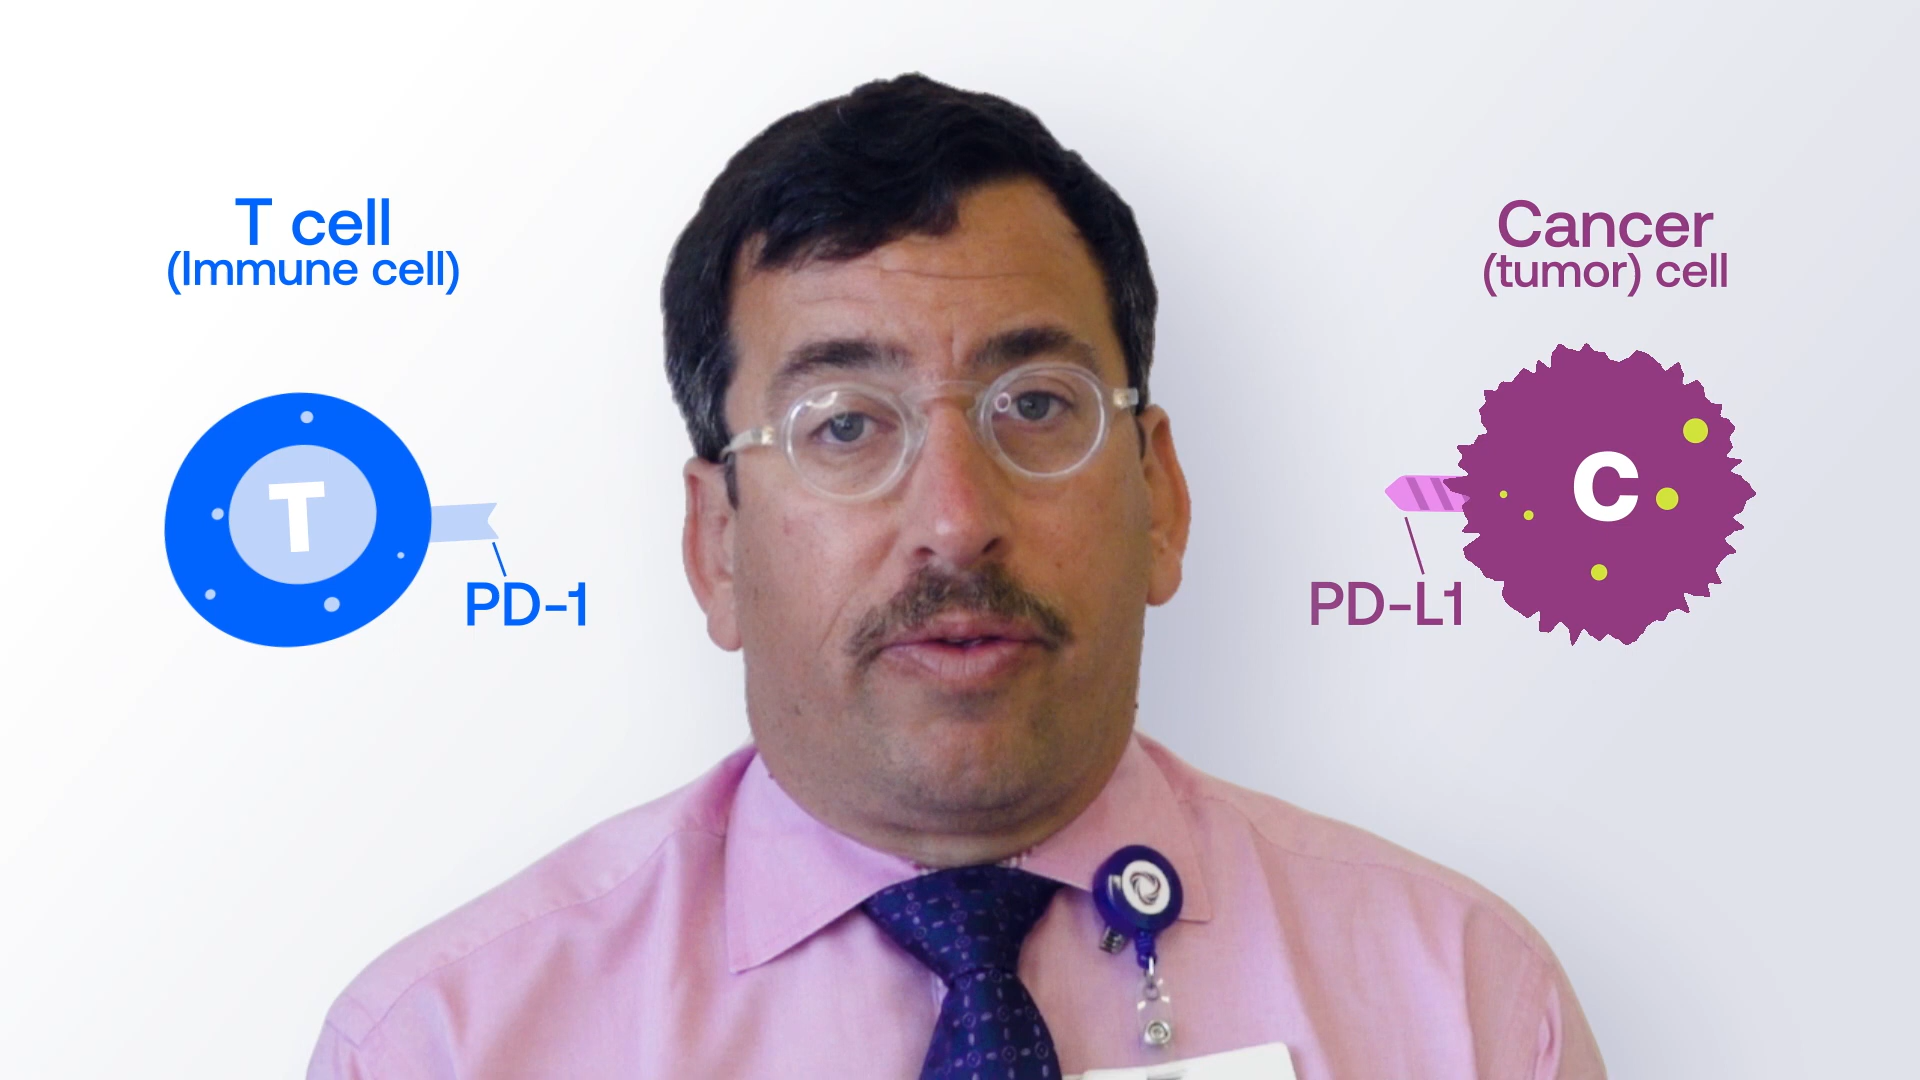 T cell
(Immune cell)
T
PD-1
Cancer
(tumor) cell
C
PD-L1